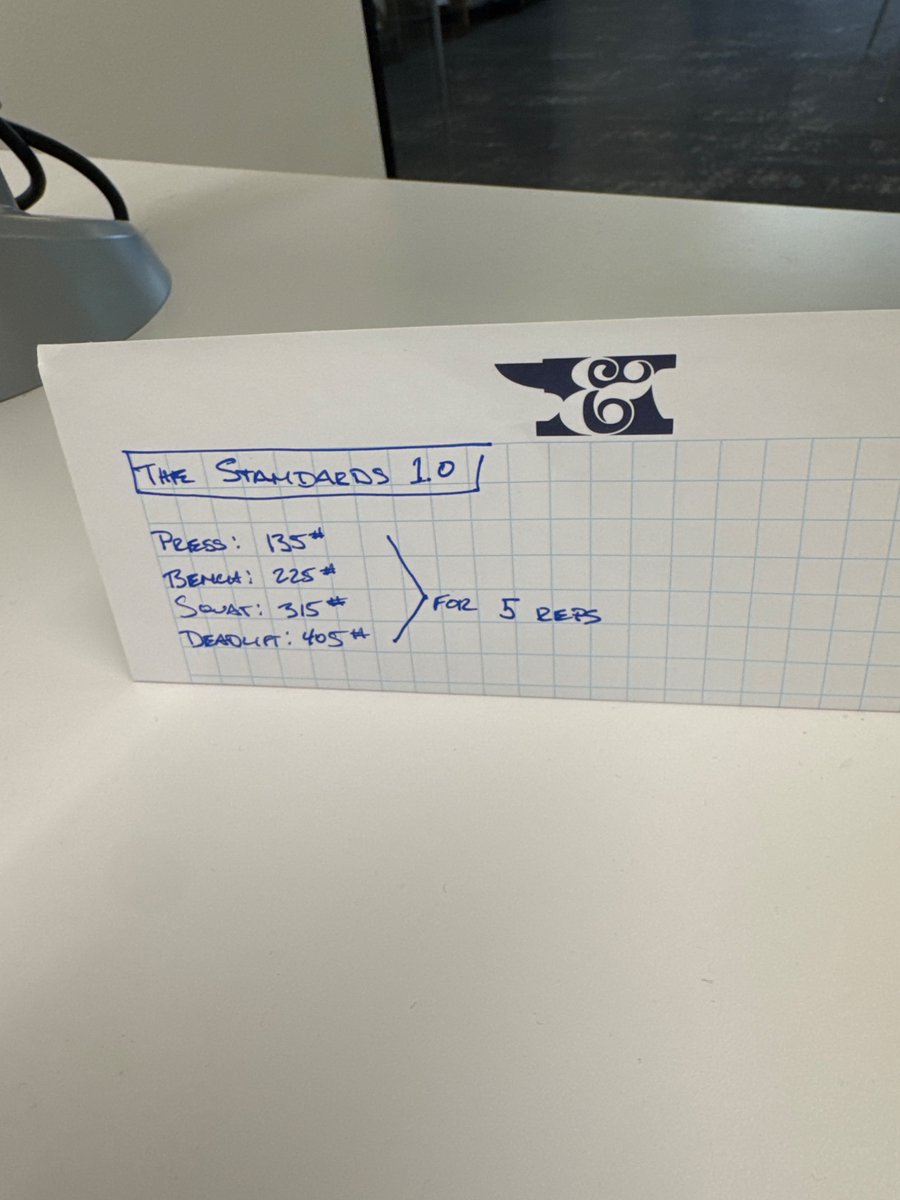 &
THE STANDARDS 1.0
PRESS: 135#
BENCH: 225#
SQUAT: 315#
DEADLIFT: 405#
FOR 5 REPS